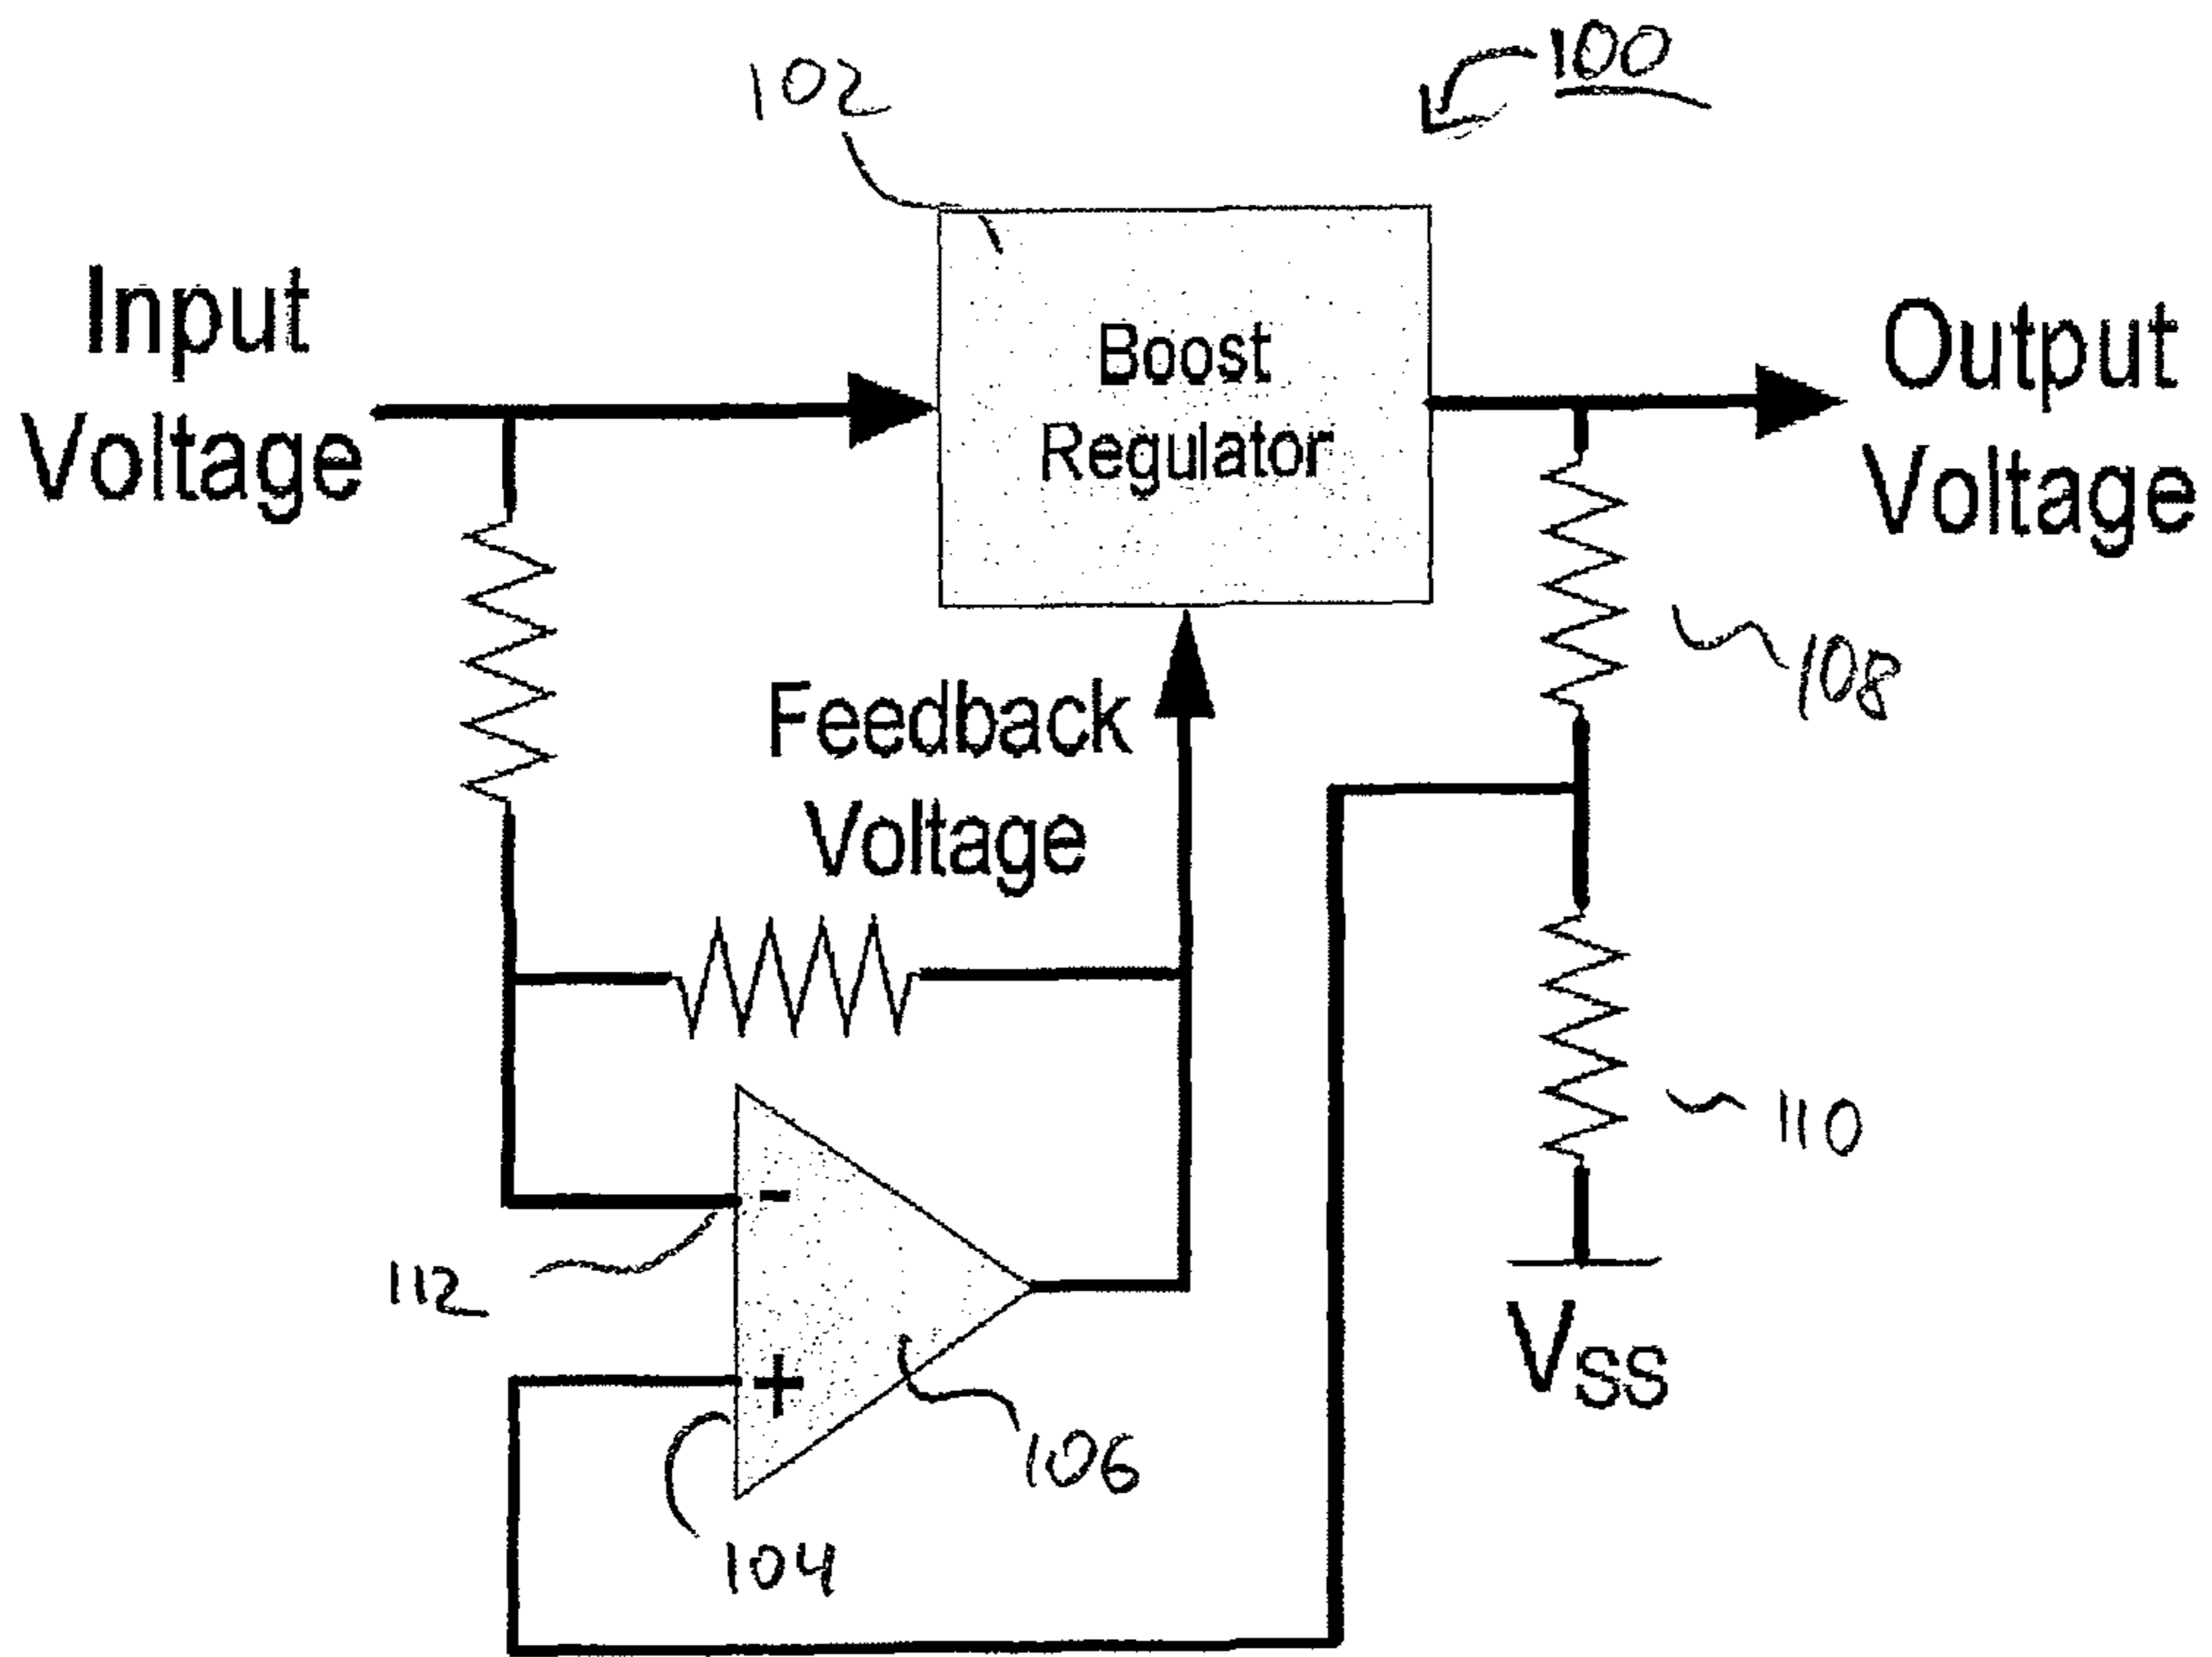 100
102
Input
Voltage
Boost
Regulator
Output
Voltage
108
Feedback
Voltage
110
-
112
+
VSS
106
104